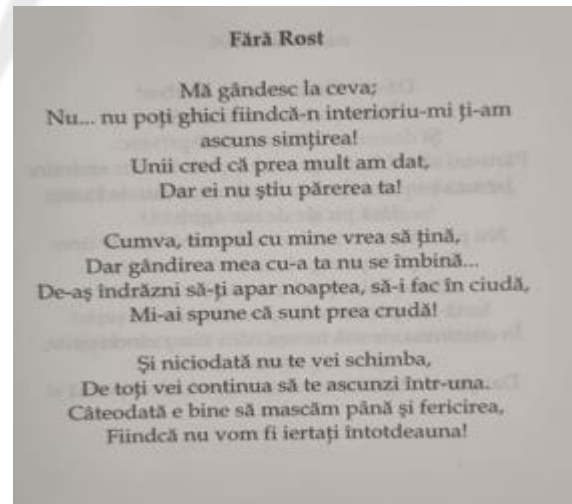 Fără Rost
Mă gândesc la ceva;
Nu... nu poți ghici fiindcă-n interioriu-mi ți-am
ascuns simțirea!
Unii cred că prea mult am dat,
Dar ei nu știu părerea ta!
Cumva, timpul cu mine vrea să țină,
Dar gândirea mea cu-a ta nu se îmbină...
De-aș îndrăzni să-ți apar noaptea, să-i fac în ciudă,
Mi-ai spune că sunt prea crudă!
Și niciodată nu te vei schimba,
De toți vei continua să te ascunzi într-una.
Câteodată e bine să mascăm până și fericirea,
Fiindcă nu vom fi iertați întotdeauna!